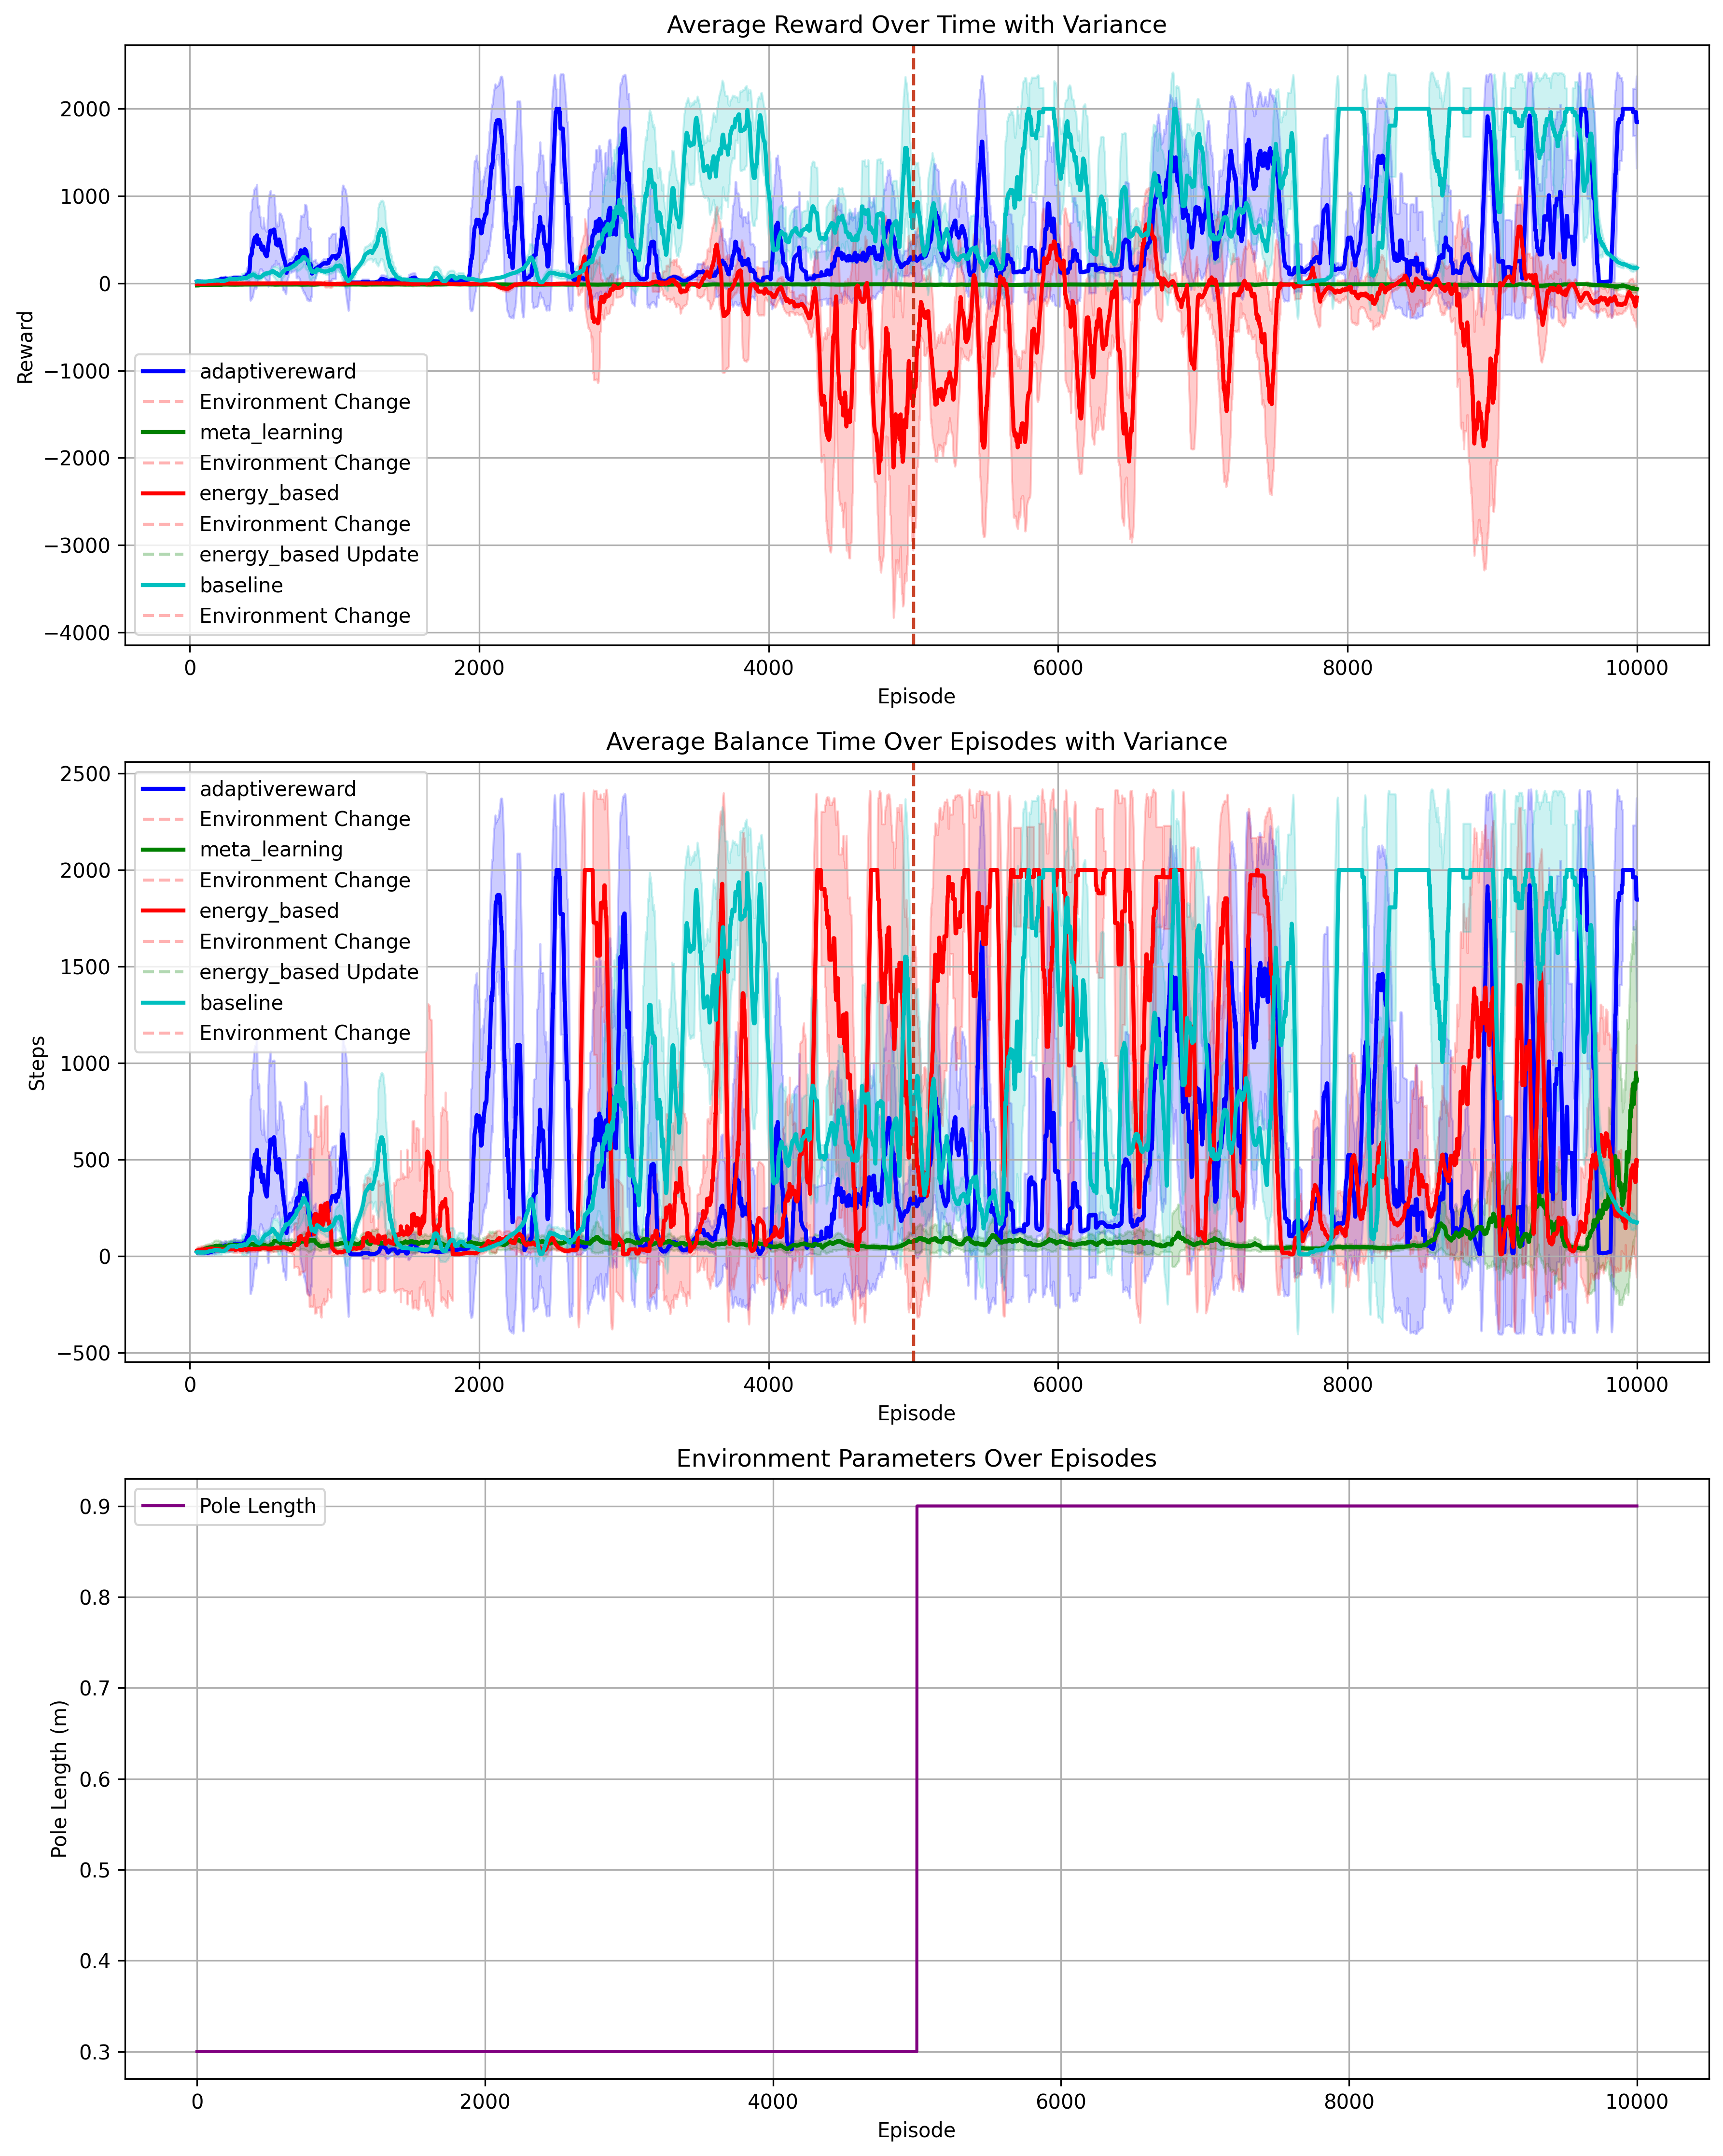 Average Reward Over Time with Variance
2000
1000
0
−1000
−2000
−3000
−4000
Reward
adaptivereward
Environment Change
meta_learning
Environment Change
energy_based
Environment Change
energy_based Update
baseline
Environment Change
0 2000 4000 6000 8000 10000
Episode
Average Balance Time Over Episodes with Variance
2500
2000
1500
1000
500
0
−500
Steps
adaptivereward
Environment Change
meta_learning
Environment Change
energy_based
Environment Change
energy_based Update
baseline
Environment Change
0 2000 4000 6000 8000 10000
Episode
Environment Parameters Over Episodes
0.9
0.8
0.7
0.6
0.5
0.4
0.3
Pole Length (m)
Pole Length
0 2000 4000 6000 8000 10000
Episode